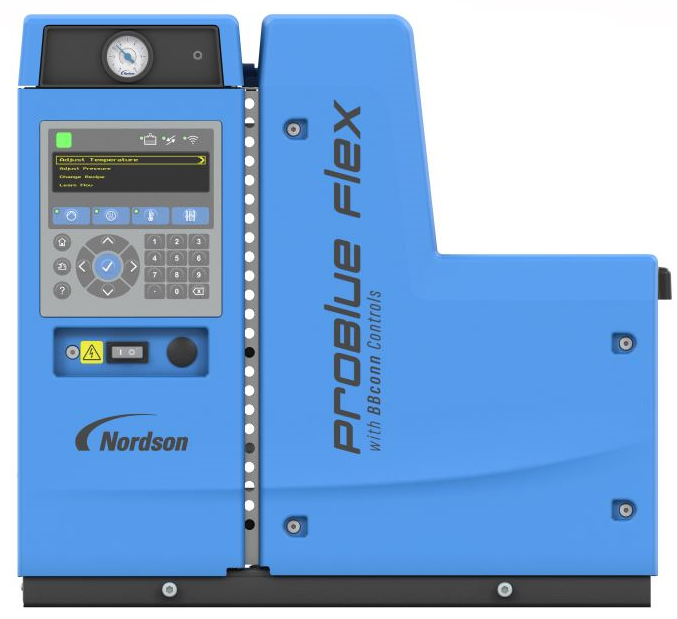 Nordson
Adjust Temperature
Adjust Pressure
Change Recipe
Learn Flow
1 2 3
4 5 6
7 8 9
. 0
?
I O
Nordson
ProBlue Flex
with BBconn Controls